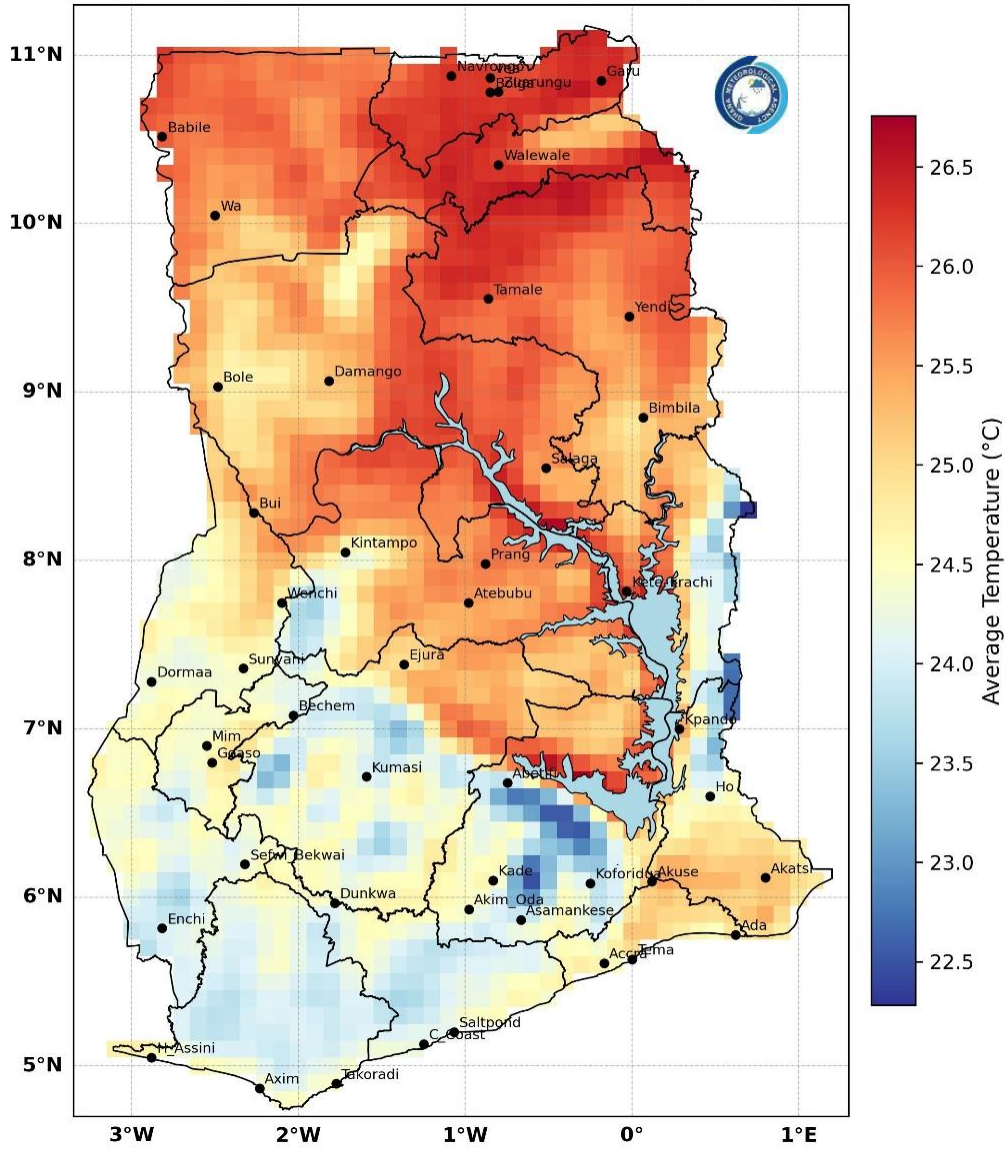 11°N
10°N
9°N
8°N
7°N
6°N
5°N
3°W
2°W
1°W
0°
1°E
Navrongo
Zuarungu
Garu
Babile
Walewale
Wa
Tamale
Yendi
Bole
Damango
Bimbila
Salaga
Bui
Kintampo
Prang
Wenchi
Atebubu
Kete-Krachi
Sunyani
Ejura
Dormaa
Bechem
Kpando
Mim
Goaso
Kumasi
Abetifi
Ho
Sefwi_Bekwai
Kade
Koforidua
Akuse
Akatsi
Dunkwa
Akim_Oda
Asamankese
Enchi
Ada
Accra
Tema
Saltpond
C_Coast
H_Assini
Takoradi
Axim
GHANA METEOROLOGICAL AGENCY
26.5
26.0
25.5
25.0
24.5
24.0
23.5
23.0
22.5
Average Temperature (°C)